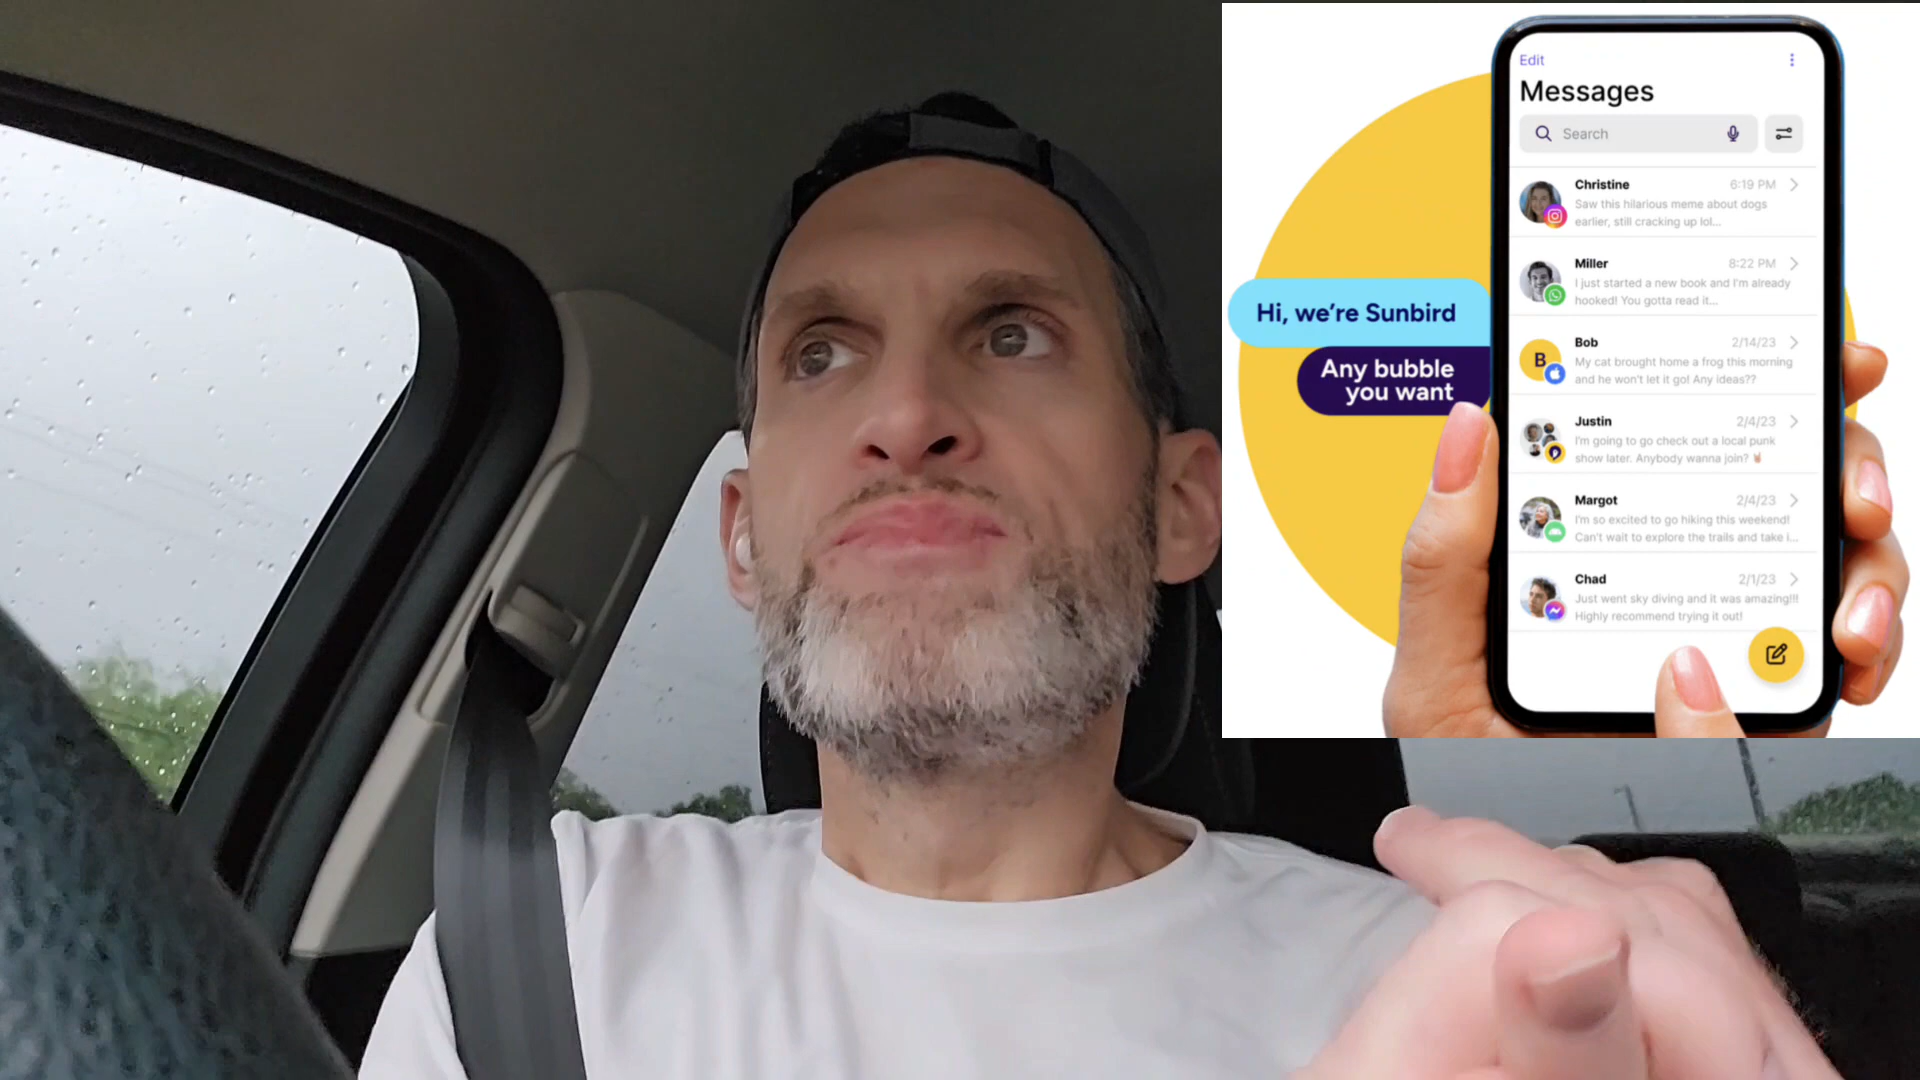 Hi, we're Sunbird
Any bubble
you want
Edit
Messages
Search
Christine 6:19 PM
Saw this hilarious meme about dogs
earlier, still cracking up lol...
Miller 8:22 PM
I just started a new book and I'm already
hooked! You gotta read it...
B
Bob 2/14/23
My cat brought home a frog this morning
and he won't let it go! Any ideas??
Justin 2/4/23
I'm going to go check out a local punk
show later. Anybody wanna join? 🤘
Margot 2/4/23
I'm so excited to go hiking this weekend!
Can't wait to explore the trails and take i...
Chad 2/1/23
Just went sky diving and it was amazing!!!
Highly recommend trying it out!